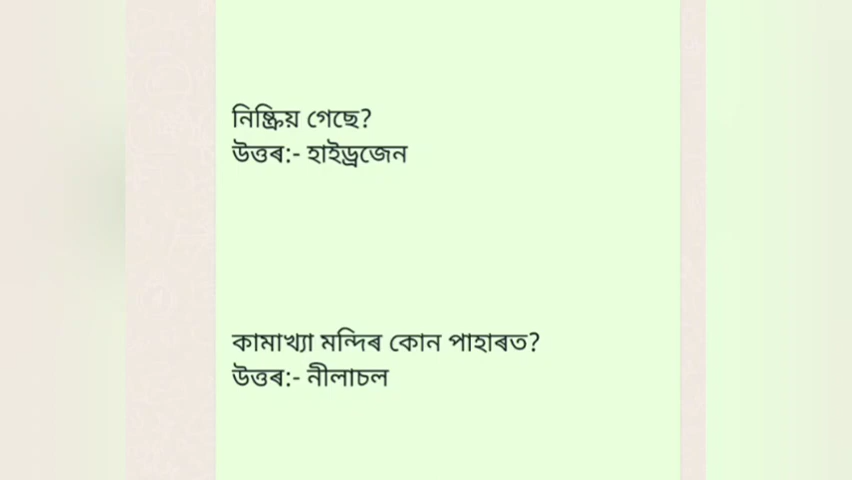 নিষ্ক্ৰিয় গেছে?
উত্তৰ:- হাইড্ৰজেন
কামাখ্যা মন্দিৰ কোন পাহাৰত?
উত্তৰ:- নীলাচল